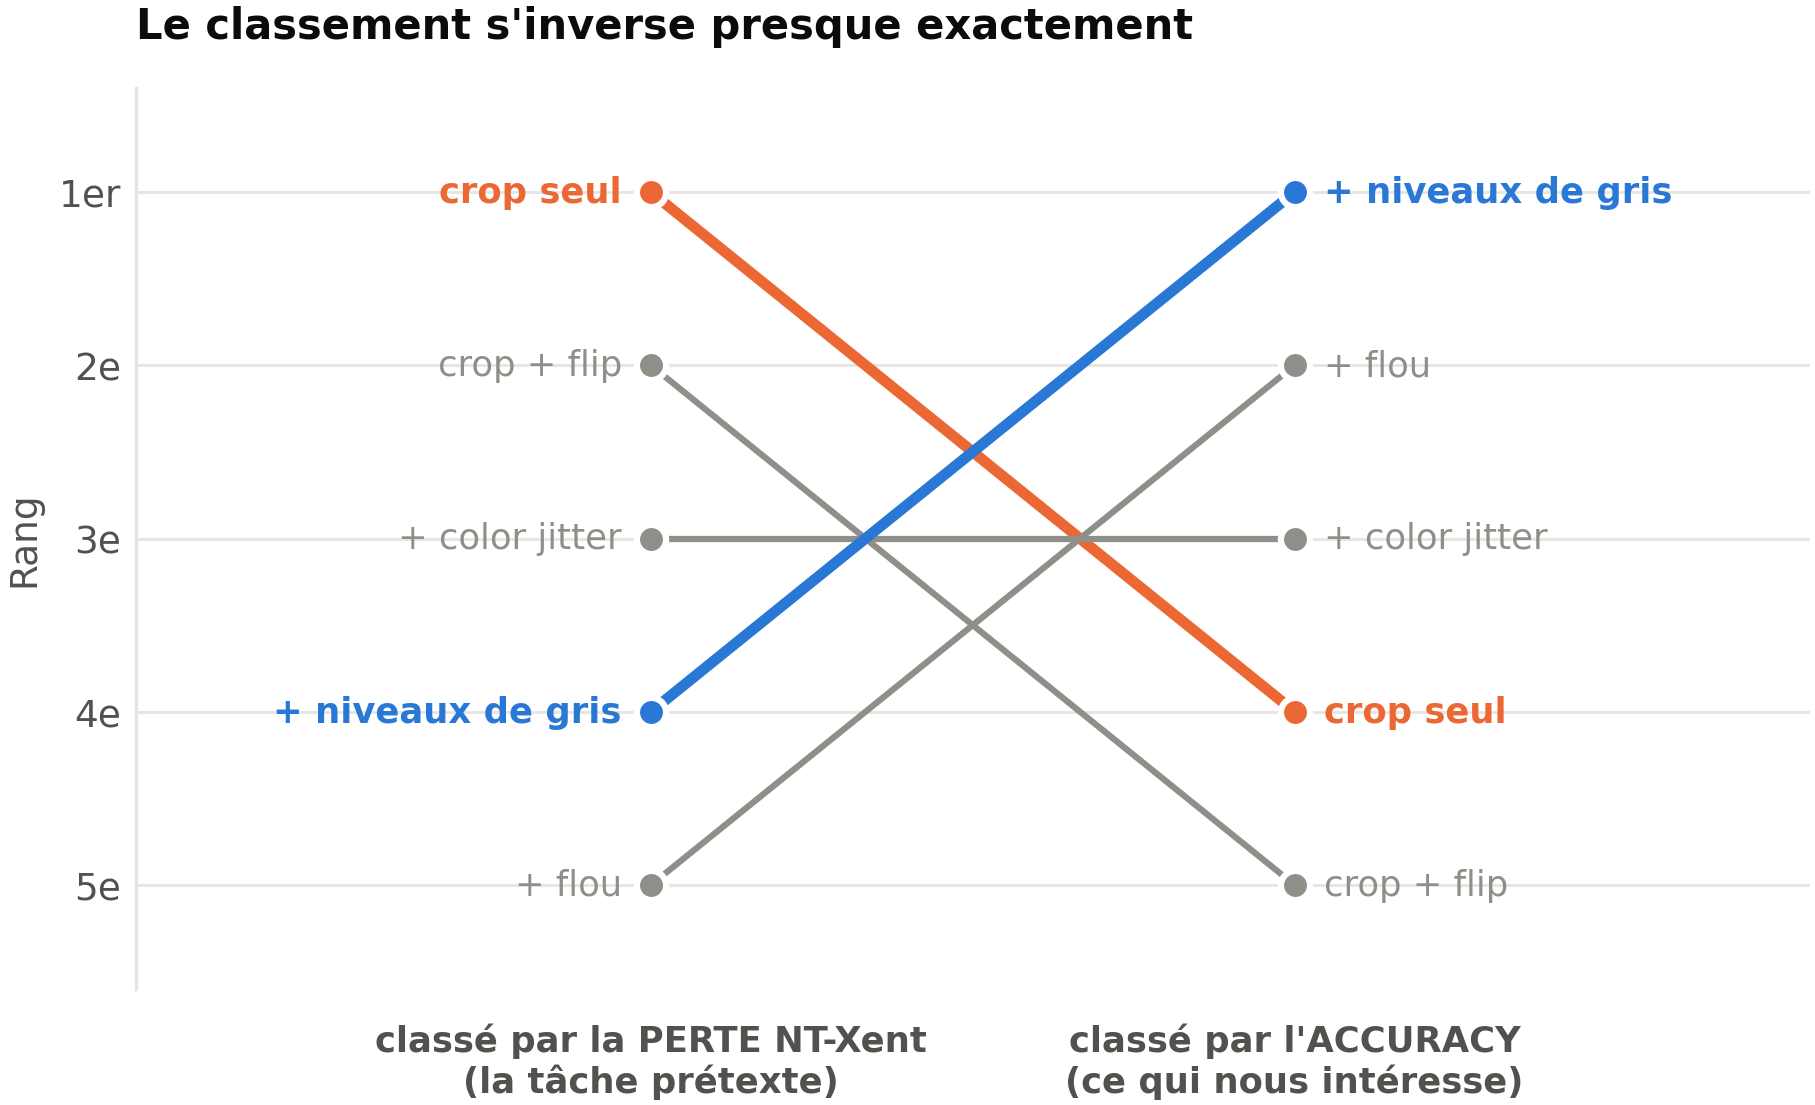 Le classement s'inverse presque exactement
Rang
1er
crop seul
+ niveaux de gris
2e
crop + flip
+ flou
3e
+ color jitter
+ color jitter
4e
+ niveaux de gris
crop seul
5e
+ flou
crop + flip
classé par la PERTE NT-Xent
(la tâche prétexte)
classé par l'ACCURACY
(ce qui nous intéresse)